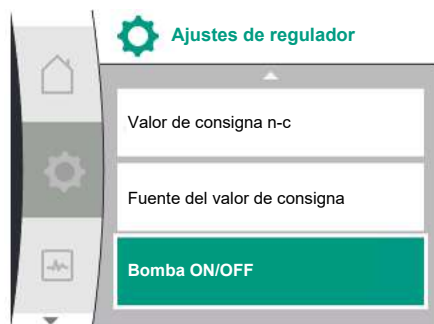 Ajustes de regulador
Valor de consigna n-c
Fuente del valor de consigna
Bomba ON/OFF